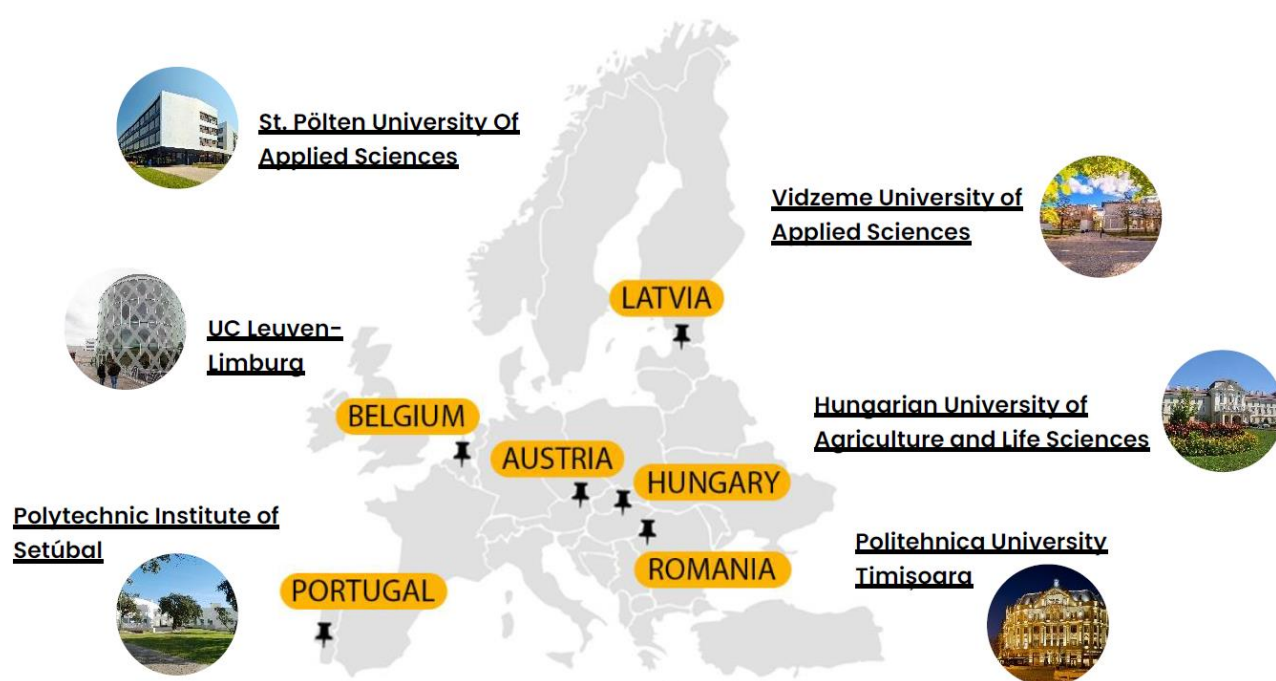 St. Pölten University Of
Applied Sciences
Vidzeme University of
Applied Sciences
LATVIA
UC Leuven-
Limburg
BELGIUM
Hungarian University of
Agriculture and Life Sciences
AUSTRIA
HUNGARY
Polytechnic Institute of
Setúbal
Politehnica University
Timișoara
ROMANIA
PORTUGAL